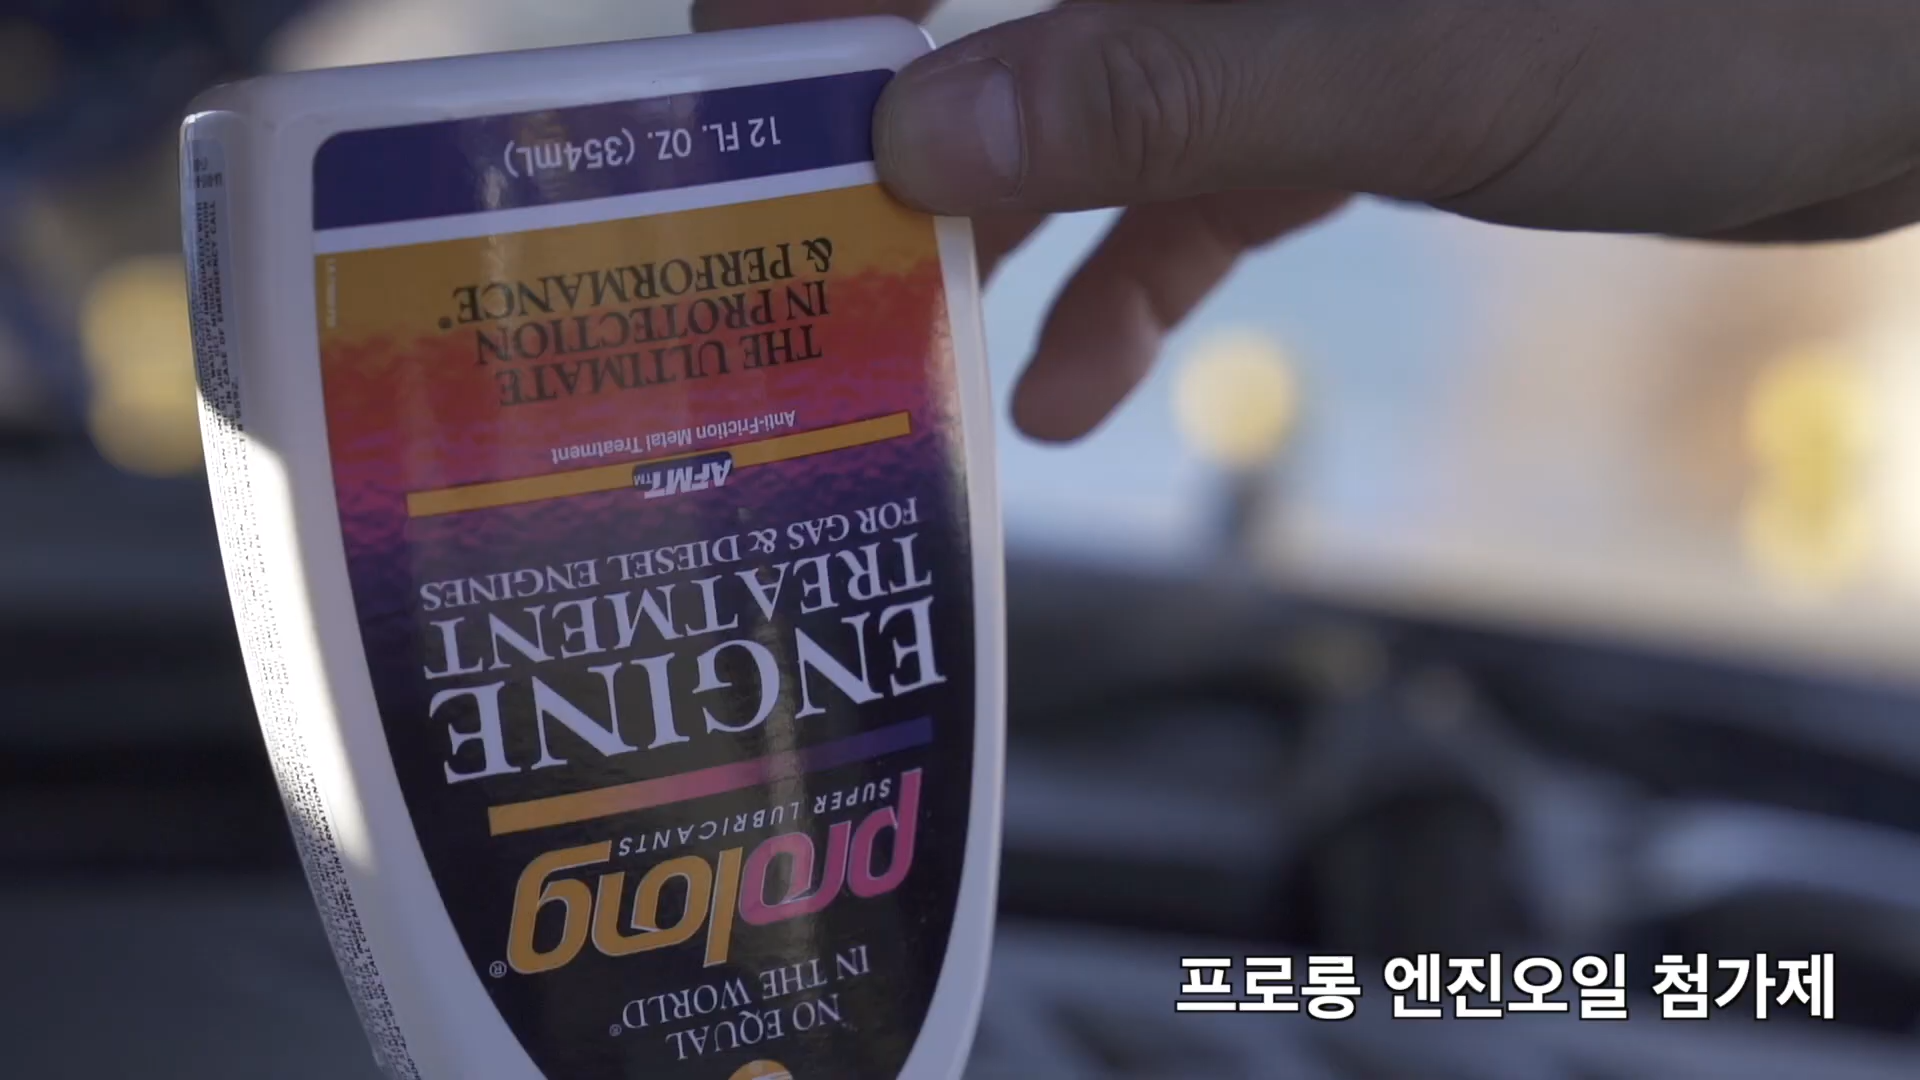 NO EQUAL
IN THE WORLD®
prolong®
SUPER LUBRICANTS
ENGINE
TREATMENT
FOR GAS & DIESEL ENGINES
AFMT™
Anti-Friction Metal Treatment
THE ULTIMATE
IN PROTECTION
& PERFORMANCE®
12 FL. OZ. (354mL)
프로롱 엔진오일 첨가제